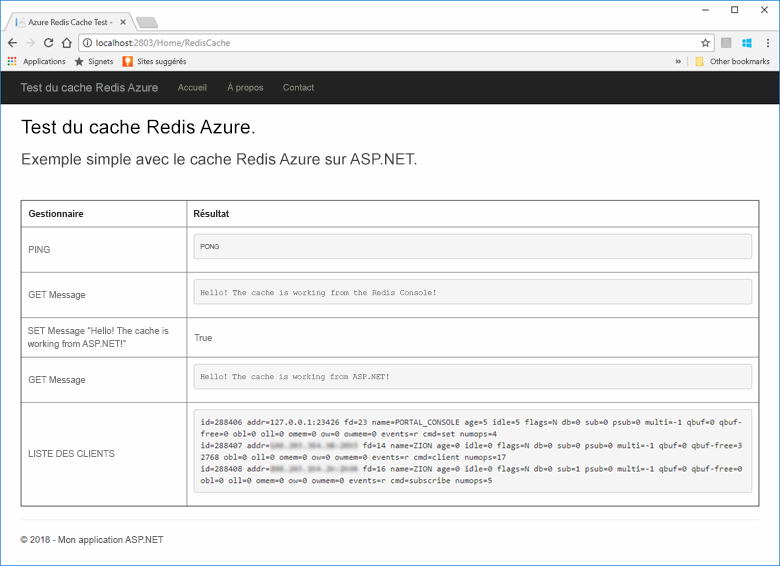 Azure Redis Cache Test -
localhost:2803/Home/RedisCache
Applications Signets Sites suggérés » Other bookmarks
Test du cache Redis Azure Accueil À propos Contact
Test du cache Redis Azure.
Exemple simple avec le cache Redis Azure sur ASP.NET.
Gestionnaire Résultat
PING PONG
GET Message Hello! The cache is working from the Redis Console!
SET Message "Hello! The cache is
working from ASP.NET!" True
GET Message Hello! The cache is working from ASP.NET!
LISTE DES CLIENTS
id=288406 addr=127.0.0.1:23426 fd=23 name=PORTAL_CONSOLE age=5 idle=5 flags=N db=0 sub=0 psub=0 multi=-1 qbuf=0 qbuf-
free=0 obl=0 oll=0 omem=0 ow=0 owmem=0 events=r cmd=set numops=4
id=288407 addr= fd=14 name=ZION age=0 idle=0 flags=N db=0 sub=0 psub=0 multi=-1 qbuf=0 qbuf-free=3
2768 obl=0 oll=0 omem=0 ow=0 owmem=0 events=r cmd=client numops=17
id=288408 addr= fd=16 name=ZION age=0 idle=0 flags=N db=0 sub=1 psub=0 multi=-1 qbuf=0 qbuf-free=0
obl=0 oll=0 omem=0 ow=0 owmem=0 events=r cmd=subscribe numops=5
© 2018 - Mon application ASP.NET